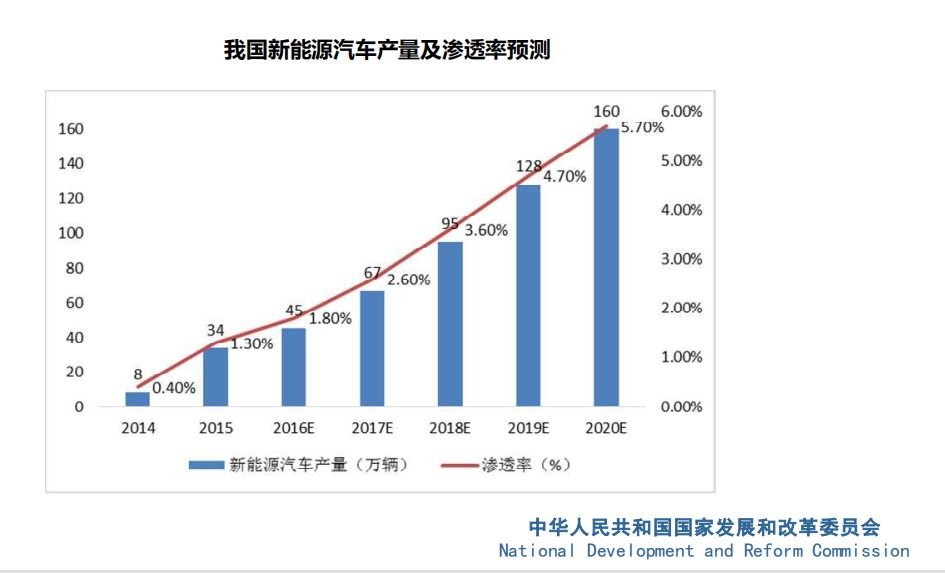 我国新能源汽车产量及渗透率预测
160 6.00%
160 5.70%
140 128 5.00%
4.70%
120 4.00%
100 95 3.60%
80 67 3.00%
2.60%
60 45 2.00%
1.80%
40 34 1.30% 1.00%
20 8
0.40%
0 0.00%
2014 2015 2016E 2017E 2018E 2019E 2020E
新能源汽车产量（万辆） 渗透率（%）
中华人民共和国国家发展和改革委员会
National Development and Reform Commission